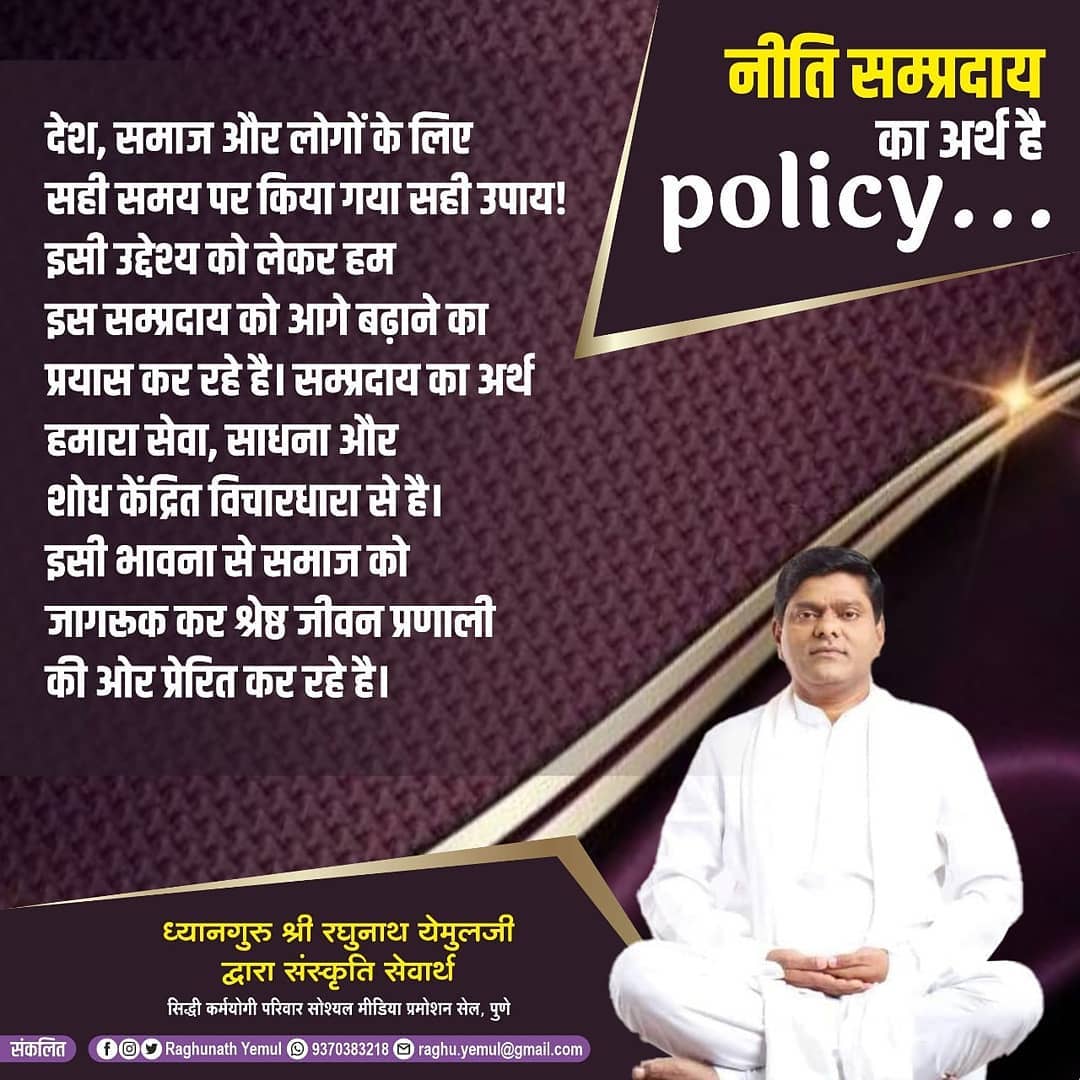 नीति सम्प्रदाय
का अर्थ है
policy...
देश, समाज और लोगों के लिए
सही समय पर किया गया सही उपाय!
इसी उद्देश्य को लेकर हम
इस सम्प्रदाय को आगे बढ़ाने का
प्रयास कर रहे है। सम्प्रदाय का अर्थ
हमारा सेवा, साधना और
शोध केंद्रित विचारधारा से है।
इसी भावना से समाज को
जागरूक कर श्रेष्ठ जीवन प्रणाली
की ओर प्रेरित कर रहे है।
ध्यानगुरु श्री रघुनाथ येमुलजी
द्वारा संस्कृति सेवार्थ
सिद्धी कर्मयोगी परिवार सोश्यल मीडिया प्रमोशन सेल, पुणे
संकलित Raghunath Yemul 9370383218 raghu.yemul@gmail.com